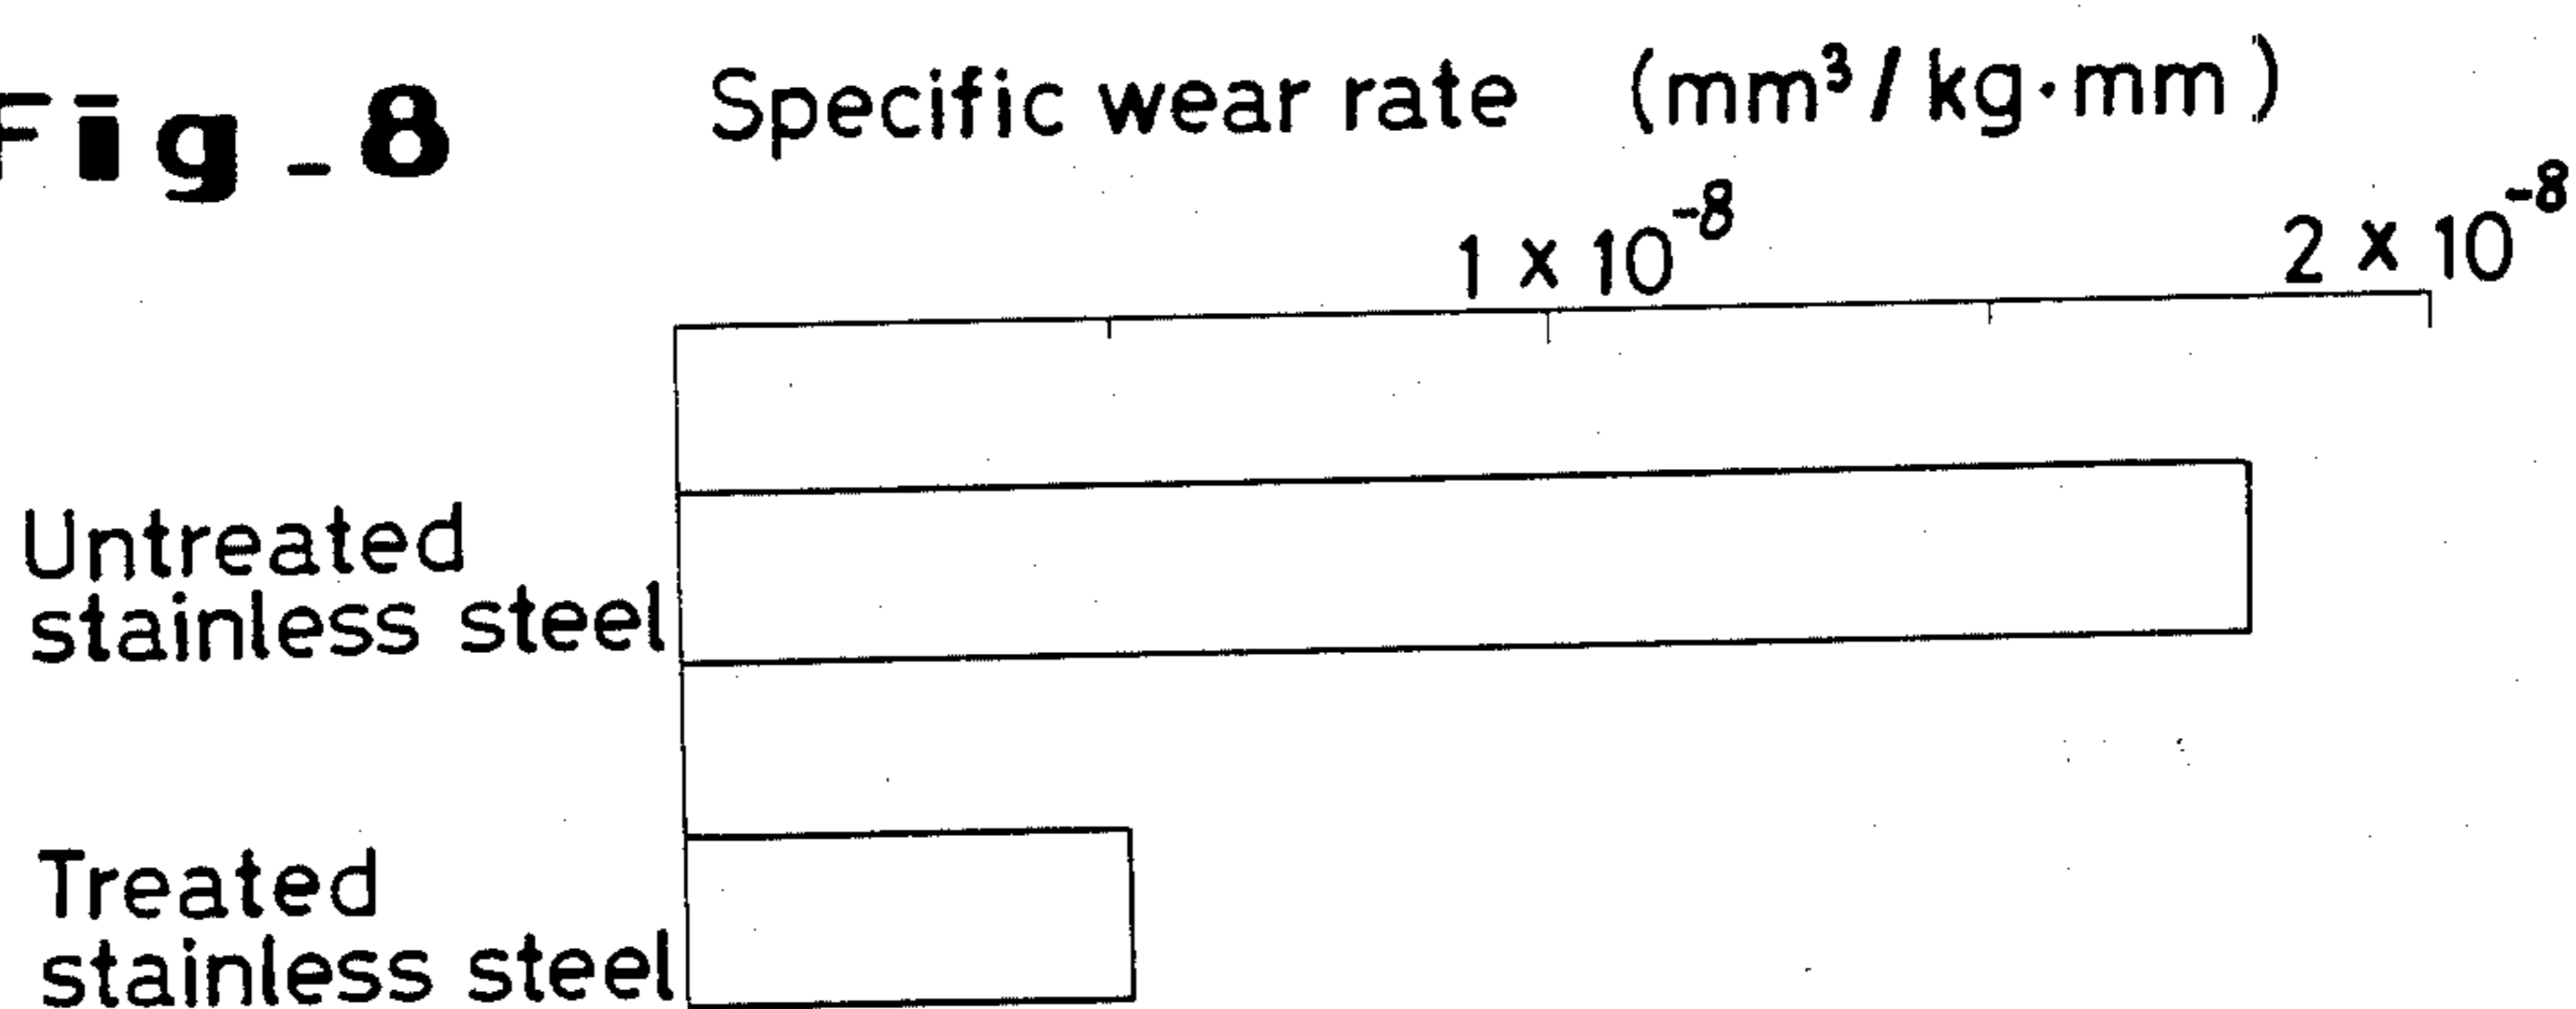 Fig_8
Specific wear rate (mm³/kg·mm)
1 x 10⁻⁸
2 x 10⁻⁸
Untreated
stainless steel
Treated
stainless steel